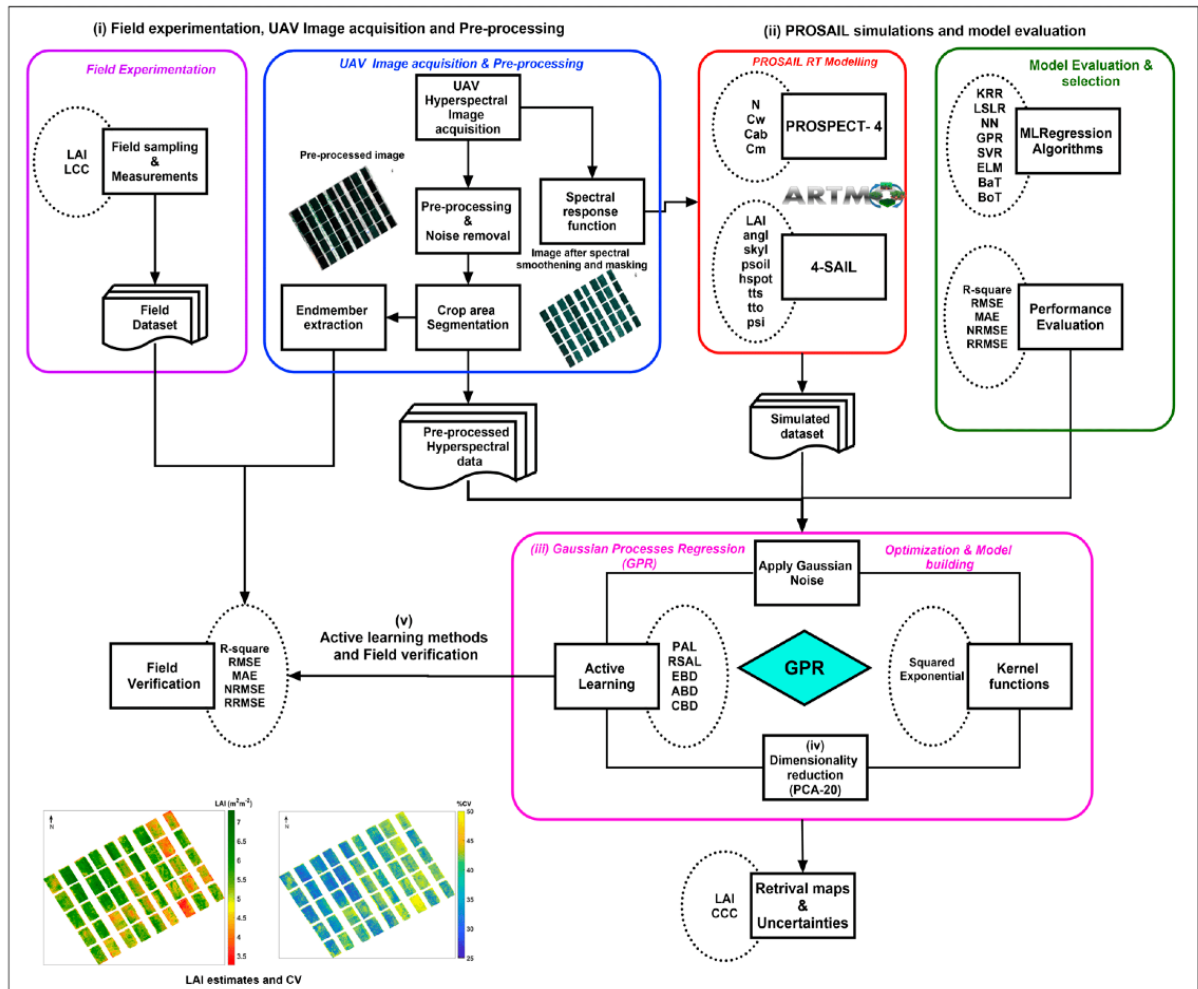 (i) Field experimentation, UAV Image acquisition and Pre-processing
(ii) PROSAIL simulations and model evaluation
Field Experimentation
LAI
LCC
Field sampling
&
Measurements
Field
Dataset
UAV Image acquisition & Pre-processing
UAV
Hyperspectral
Image
acquisition
Pre-processed image
Pre-processing
&
Noise removal
Spectral
response
function
Image after spectral
smoothening and masking
Endmember
extraction
Crop area
Segmentation
Pre-processed
Hyperspectral
data
PROSAIL RT Modelling
N
Cw
Cab
Cm
PROSPECT- 4
ARTMO
LAI
angl
skyl
psoil
hspot
tts
tto
psi
4-SAIL
Simulated
dataset
Model Evaluation &
selection
KRR
LSLR
NN
GPR
SVR
ELM
BaT
BoT
MLRegression
Algorithms
R-square
RMSE
MAE
NRMSE
RRMSE
Performance
Evaluation
(iii) Gaussian Processes Regression
(GPR)
Optimization & Model
building
Apply Gaussian
Noise
Active
Learning
PAL
RSAL
EBD
ABD
CBD
GPR
Squared
Exponential
Kernel
functions
(iv)
Dimensionality
reduction
(PCA-20)
(v)
Active learning methods
and Field verification
Field
Verification
R-square
RMSE
MAE
NRMSE
RRMSE
LAI
CCC
Retrival maps
&
Uncertainties
N
LAI (m²m⁻²)
7
6.5
6
5.5
5
4.5
4
3.5
N
%CV
50
45
40
35
30
25
LAI estimates and CV